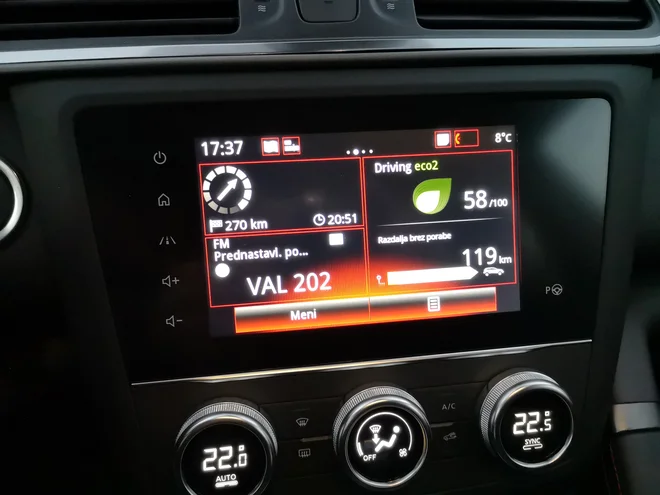 17:37
8°c
Driving eco2
58/100
270 km
20:51
Razdalja brez porabe
119 km
FM
Prednastavl. po...
VAL 202
Meni
P
A/C
22.0
AUTO
OFF
22.5
SYNC